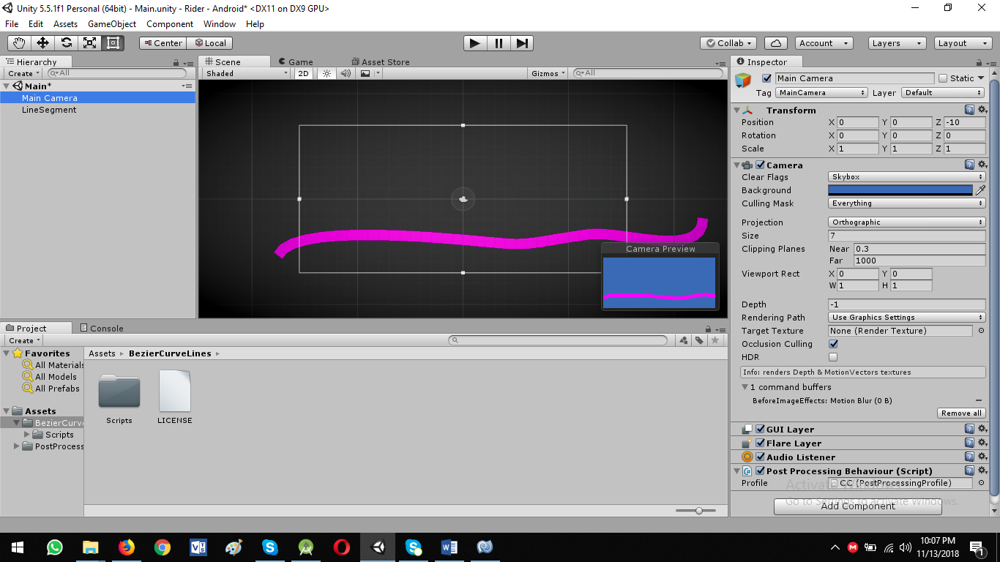 Unity 5.5.1f1 Personal (64bit) - Main.unity - Rider - Android* <DX11 on DX9 GPU>
File Edit Assets GameObject Component Window Help
Center Local Collab Account Layers Layout
Hierarchy
Create All
Main*
Main Camera
LineSegment
Scene Game Asset Store
Shaded 2D Gizmos All
Camera Preview
Inspector
Main Camera Static
Tag MainCamera Layer Default
Transform
Position X 0 Y 0 Z -10
Rotation X 0 Y 0 Z 0
Scale X 1 Y 1 Z 1
Camera
Clear Flags Skybox
Background
Culling Mask Everything
Projection Orthographic
Size 7
Clipping Planes Near 0.3
Far 1000
Viewport Rect X 0 Y 0
W 1 H 1
Depth -1
Rendering Path Use Graphics Settings
Target Texture None (Render Texture)
Occlusion Culling
HDR
Info: renders Depth & MotionVectors textures
1 command buffers
BeforeImageEffects: Motion Blur (0 B)
Remove all
GUI Layer
Flare Layer
Audio Listener
Post Processing Behaviour (Script)
Profile CC (PostProcessingProfile)
Add Component
Activate Windows
Go to Settings to activate Windows.
Project Console
Create
Favorites
All Materials
All Models
All Prefabs
Assets
BezierCurv
Scripts
PostProcess
Assets BezierCurveLines
Scripts
LICENSE
10:07 PM
11/13/2018
1